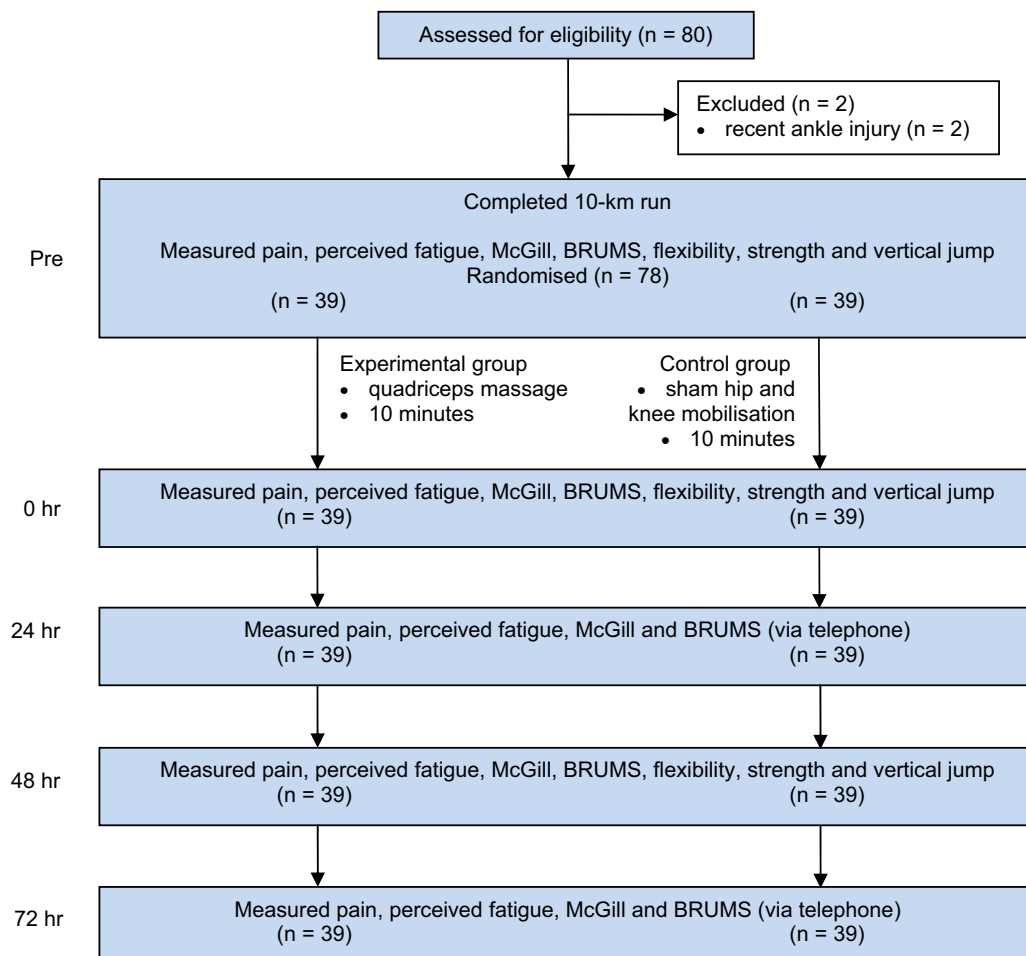 Assessed for eligibility (n = 80)
Excluded (n = 2)
• recent ankle injury (n = 2)
Completed 10-km run
Pre
Measured pain, perceived fatigue, McGill, BRUMS, flexibility, strength and vertical jump
Randomised (n = 78)
(n = 39) (n = 39)
Experimental group
• quadriceps massage
• 10 minutes
Control group
• sham hip and
knee mobilisation
• 10 minutes
0 hr
Measured pain, perceived fatigue, McGill, BRUMS, flexibility, strength and vertical jump
(n = 39) (n = 39)
24 hr
Measured pain, perceived fatigue, McGill and BRUMS (via telephone)
(n = 39) (n = 39)
48 hr
Measured pain, perceived fatigue, McGill, BRUMS, flexibility, strength and vertical jump
(n = 39) (n = 39)
72 hr
Measured pain, perceived fatigue, McGill and BRUMS (via telephone)
(n = 39) (n = 39)